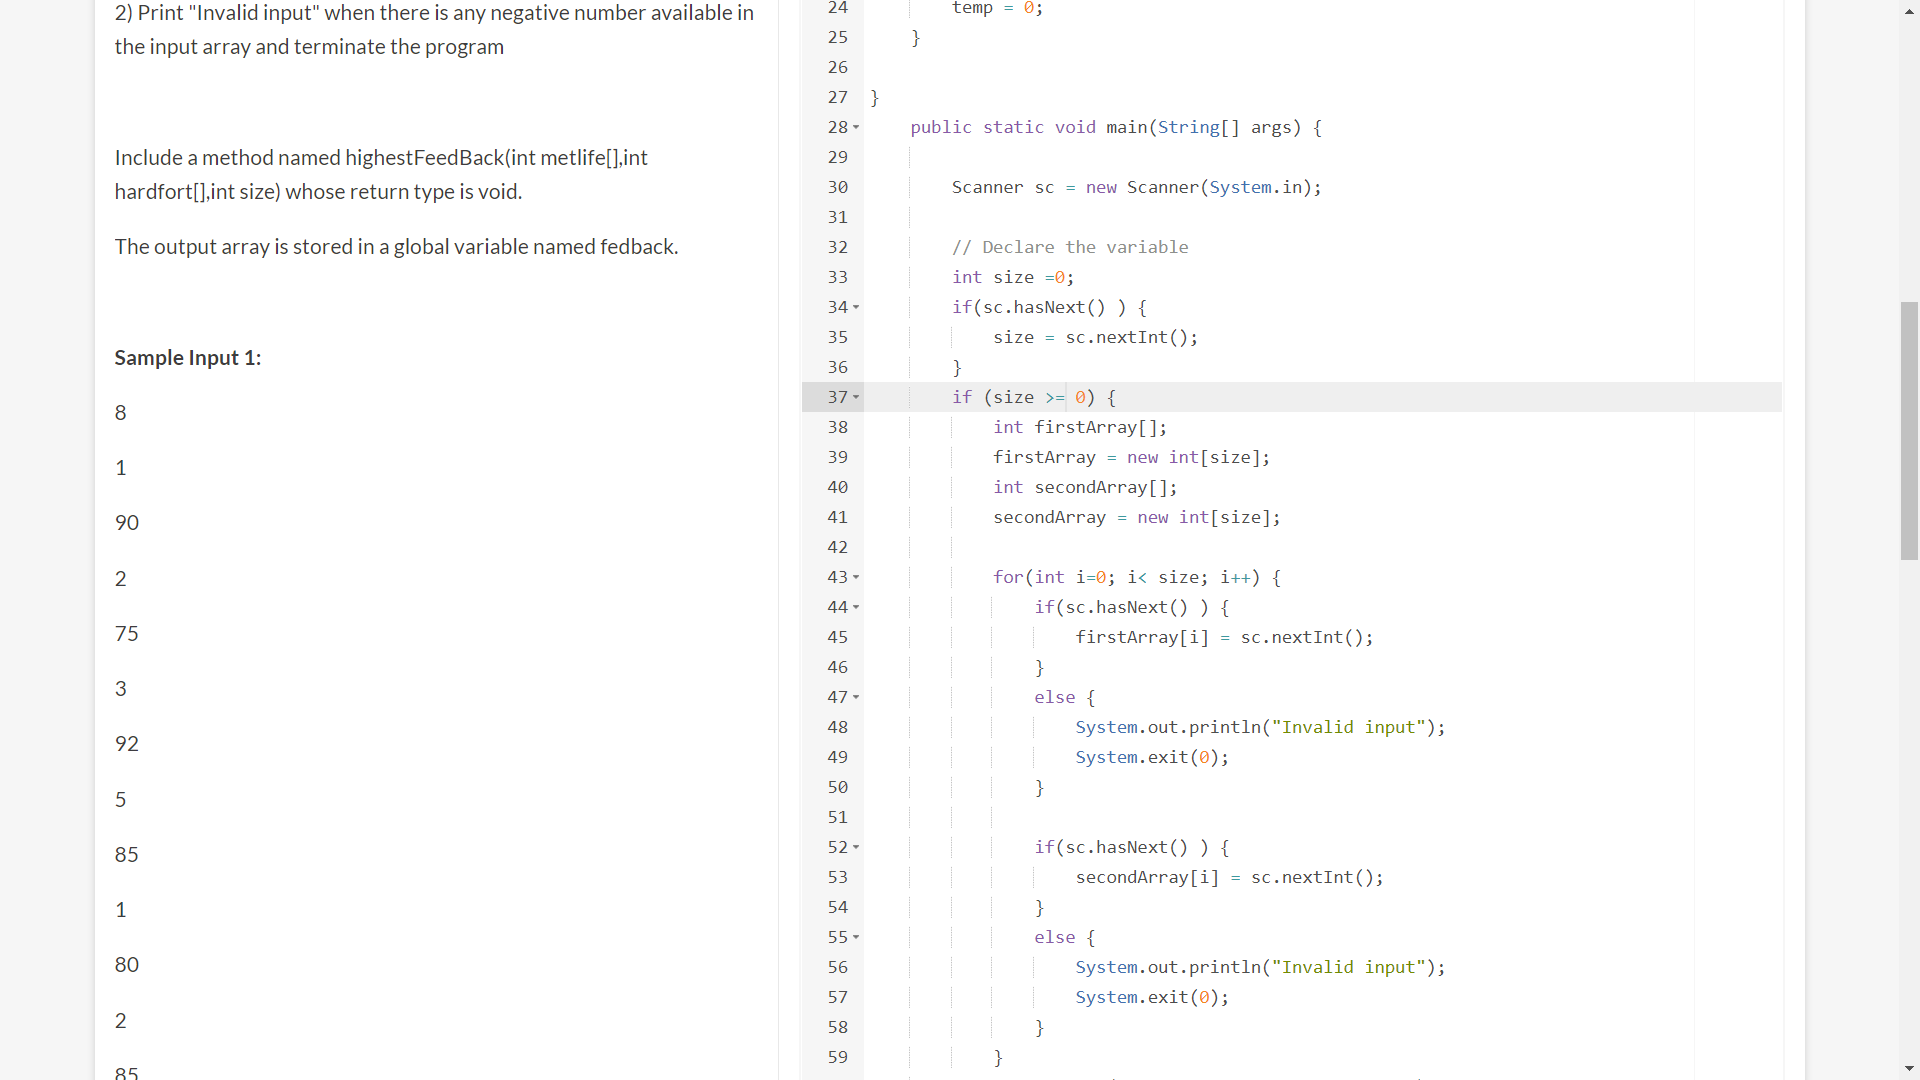 2) Print "Invalid input" when there is any negative number available in
the input array and terminate the program
Include a method named highestFeedBack(int metlife[],int
hardfort[],int size) whose return type is void.
The output array is stored in a global variable named fedback.
Sample Input 1:
8
1
90
2
75
3
92
5
85
1
80
2
85
24 temp = 0;
25 }
26
27 }
28 public static void main(String[] args) {
29
30 Scanner sc = new Scanner(System.in);
31
32 // Declare the variable
33 int size =0;
34 if(sc.hasNext() ) {
35 size = sc.nextInt();
36 }
37 if (size >= 0) {
38 int firstArray[];
39 firstArray = new int[size];
40 int secondArray[];
41 secondArray = new int[size];
42
43 for(int i=0; i< size; i++) {
44 if(sc.hasNext() ) {
45 firstArray[i] = sc.nextInt();
46 }
47 else {
48 System.out.println("Invalid input");
49 System.exit(0);
50 }
51
52 if(sc.hasNext() ) {
53 secondArray[i] = sc.nextInt();
54 }
55 else {
56 System.out.println("Invalid input");
57 System.exit(0);
58 }
59 }